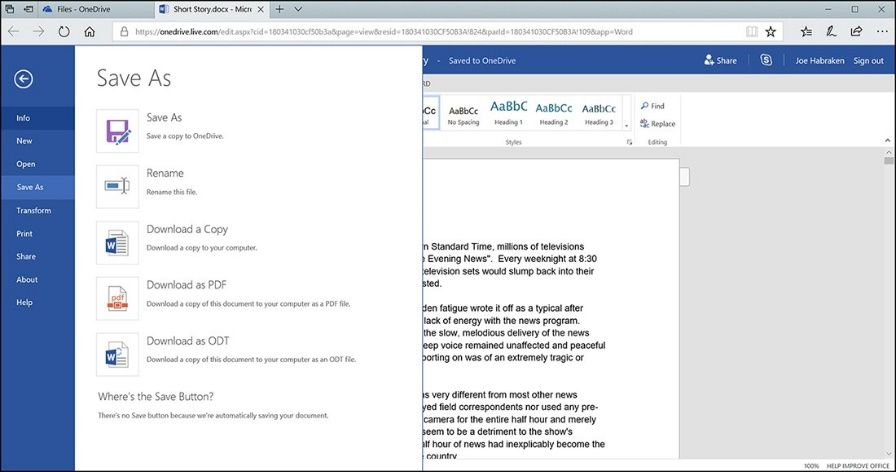 Files - OneDrive
Short Story.docx - Micro
https://onedrive.live.com/edit.aspx?cid=180341030cf50b3a&page=view&resid=180341030CF50B3A!824&parId=180341030CF50B3A!109&app=Word
Saved to OneDrive
Share
Joe Habraken
Sign out
Info
New
Open
Save As
Transform
Print
Share
About
Help
Save As
Save As
Save a copy to OneDrive.
Rename
Rename this file.
Download a Copy
Download a copy to your computer.
Download as PDF
Download a copy of this document to your computer as a PDF file.
Download as ODT
Download a copy of this document to your computer as an ODT file.
Where's the Save Button?
There's no Save button because we're automatically saving your document.
AaBbCc
No Spacing
AaBbC
Heading 1
AaBbCc
Heading 2
AaBbCc
Heading 3
Styles
Find
Replace
Editing
n Standard Time, millions of televisions
e Evening News". Every weeknight at 8:30
elevision sets would slump back into their
sted.
den fatigue wrote it off as a typical after
lack of energy with the news program.
the slow, melodious delivery of the news
eep voice remained unaffected and peaceful
porting on was of an extremely tragic or
s very different from most other news
yed field correspondents nor used any pre-
camera for the entire half hour and merely
seem to be a detriment to the show's
alf hour of news had inexplicably become the
e country
100%
HELP IMPROVE OFFICE